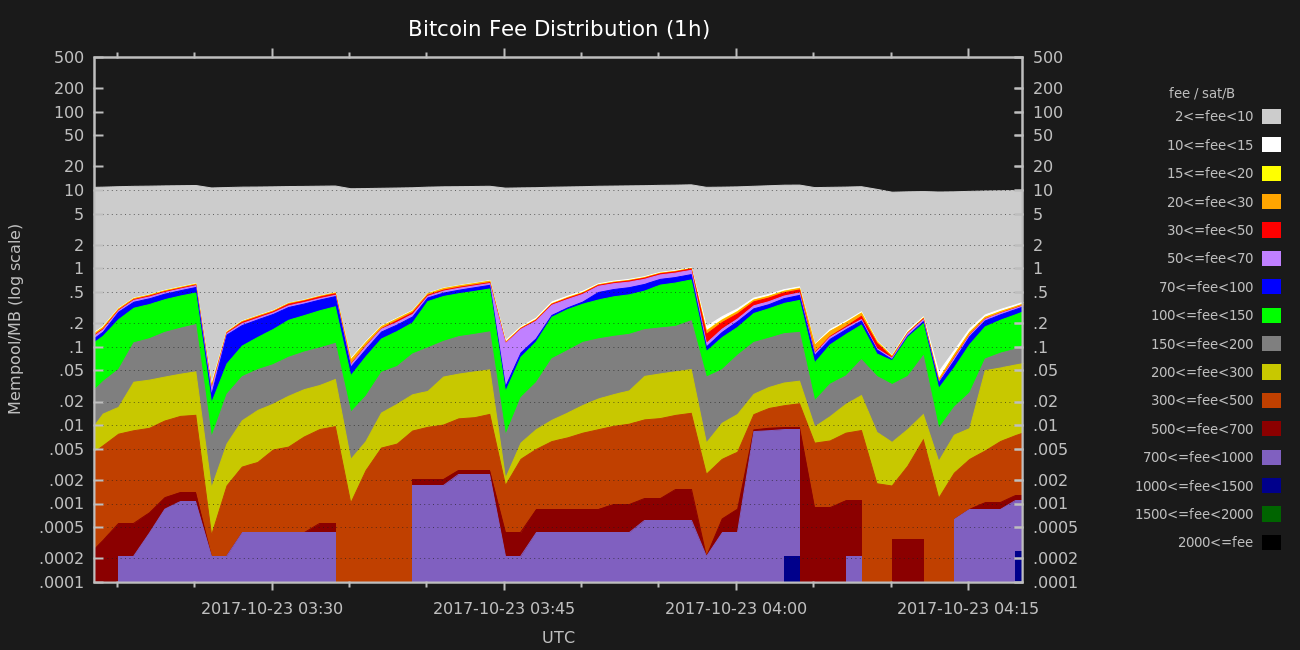 Bitcoin Fee Distribution (1h)
500
200
100
50
20
10
5
2
1
.5
.2
.1
.05
.02
.01
.005
.002
.001
.0005
.0002
.0001
Mempool/MB (log scale)
500
200
100
50
20
10
5
2
1
.5
.2
.1
.05
.02
.01
.005
.002
.001
.0005
.0002
.0001
2017-10-23 03:30
2017-10-23 03:45
2017-10-23 04:00
2017-10-23 04:15
UTC
fee / sat/B
2<=fee<10
10<=fee<15
15<=fee<20
20<=fee<30
30<=fee<50
50<=fee<70
70<=fee<100
100<=fee<150
150<=fee<200
200<=fee<300
300<=fee<500
500<=fee<700
700<=fee<1000
1000<=fee<1500
1500<=fee<2000
2000<=fee